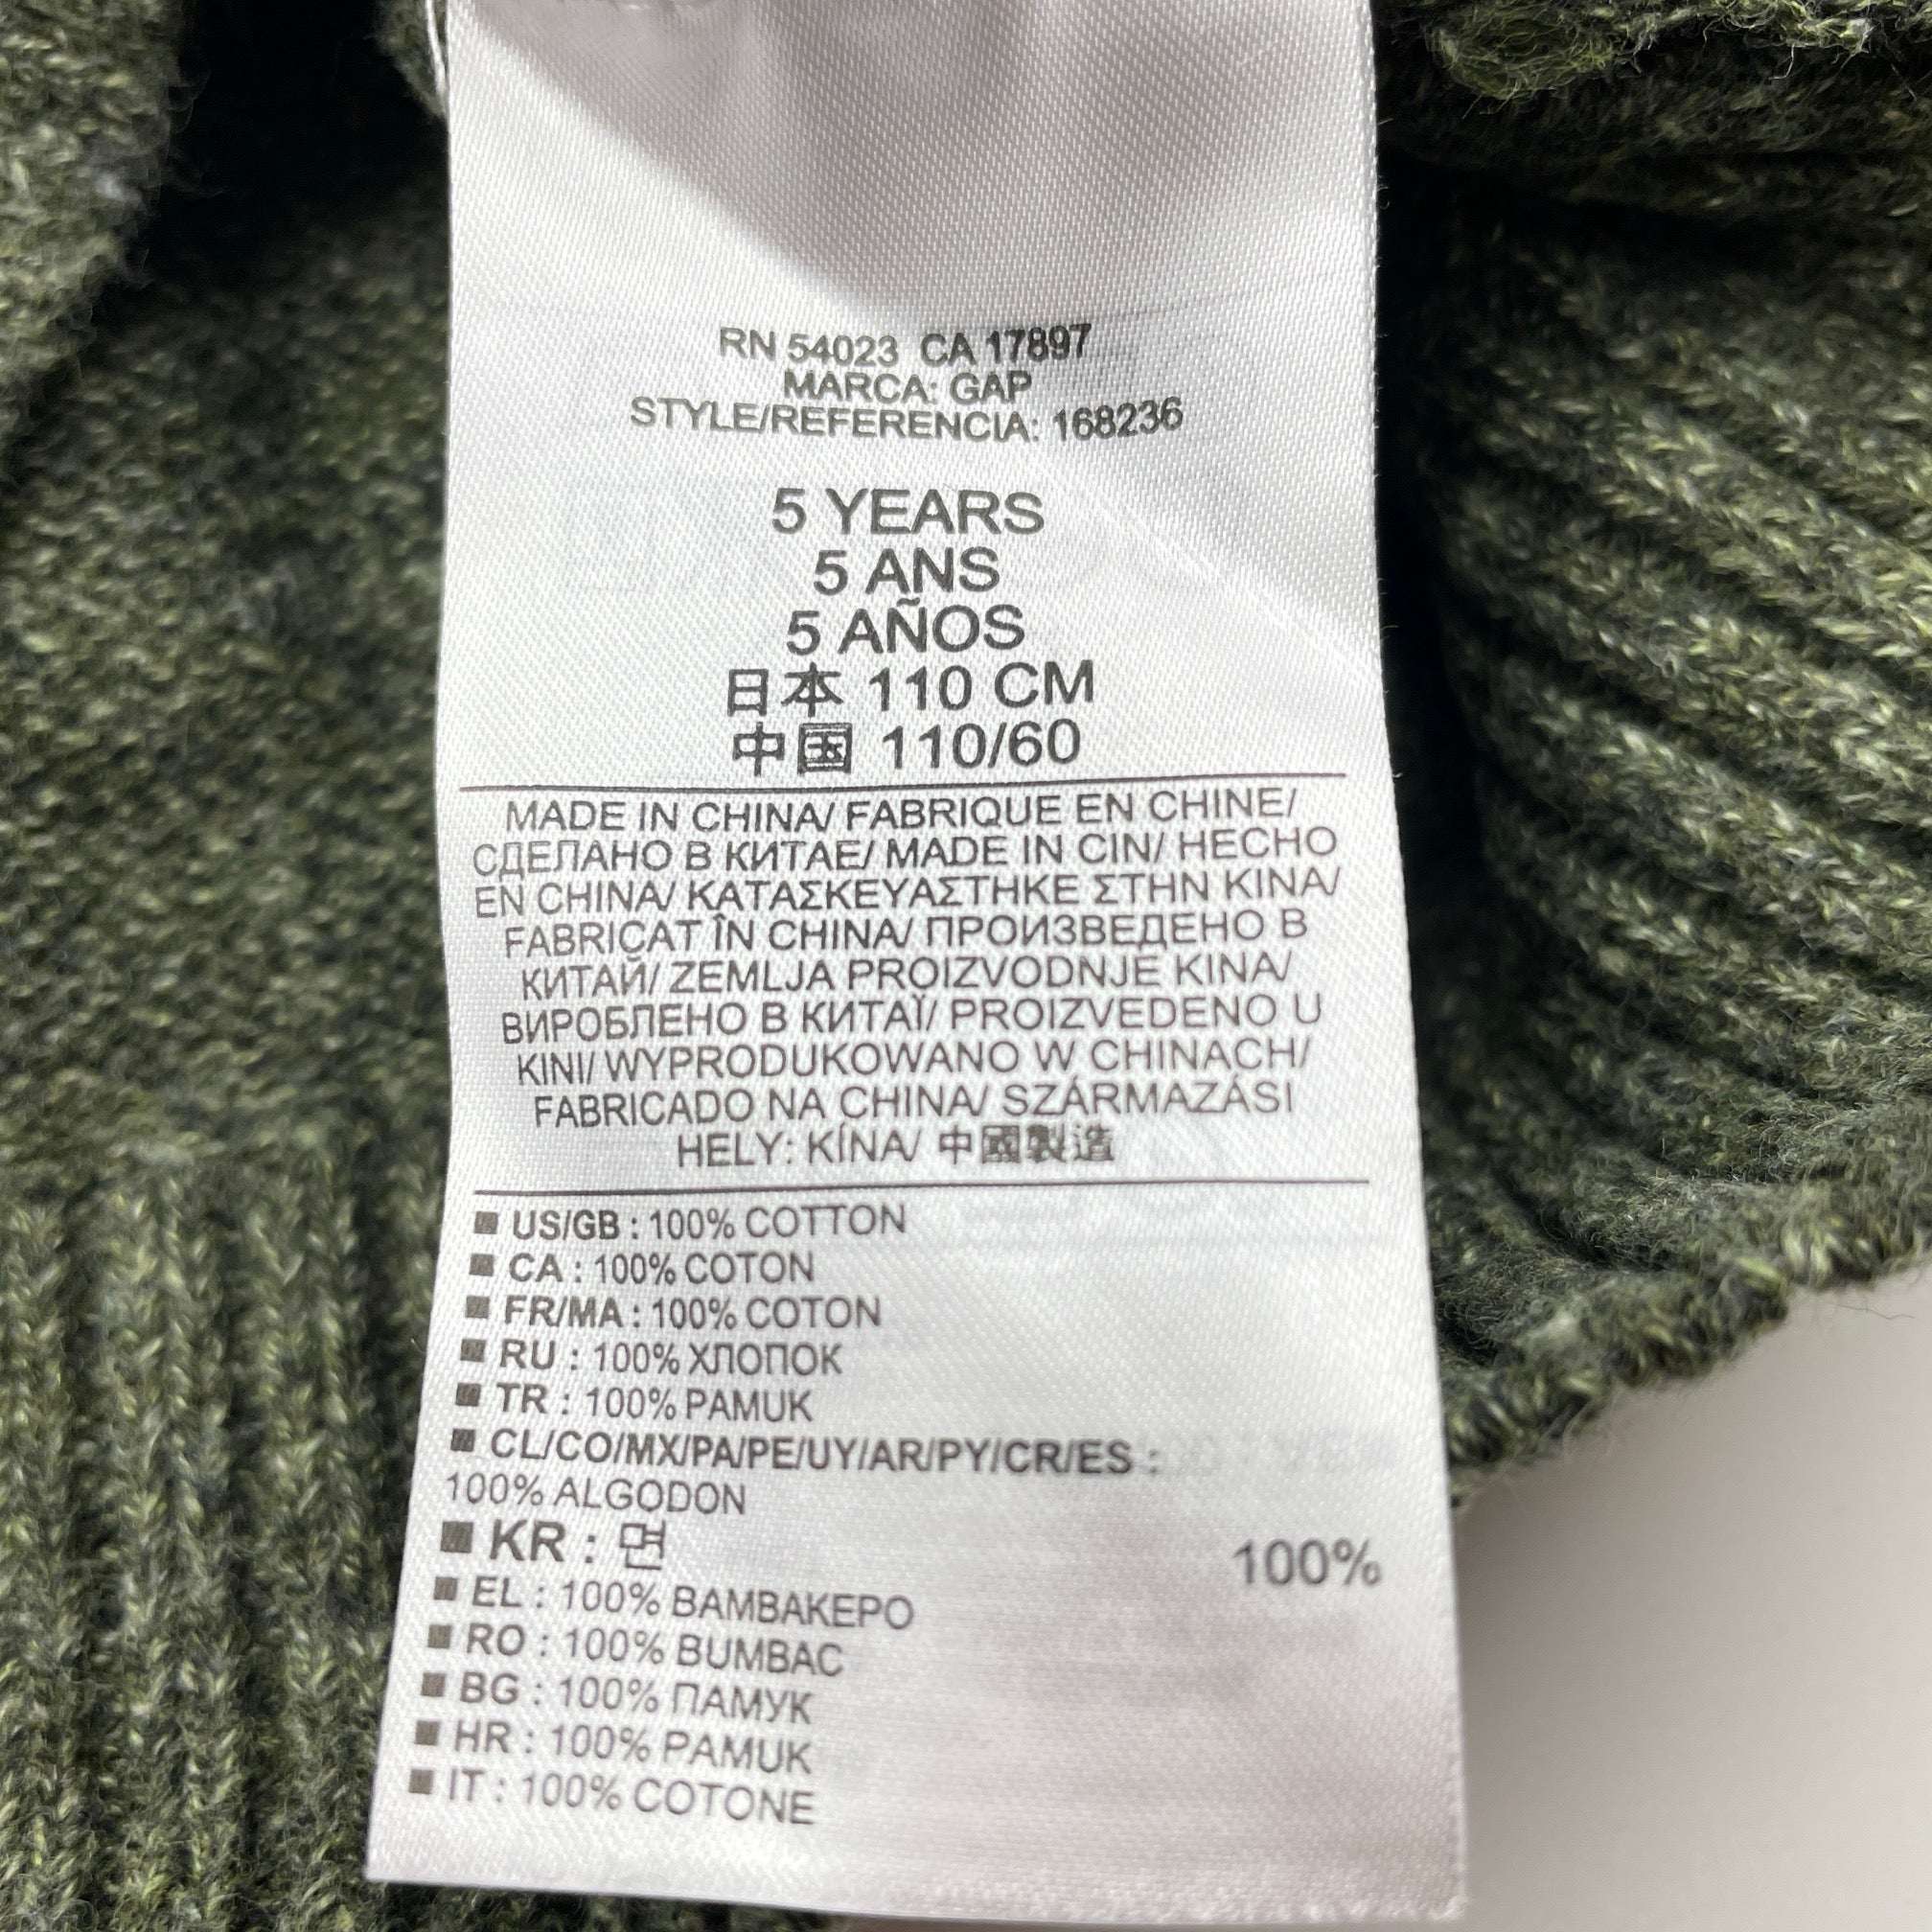 RN 54023 CA 17897
MARCA: GAP
STYLE/REFERENCIA: 168236
5 YEARS
5 ANS
5 AÑOS
日本 110 CM
中国 110/60
MADE IN CHINA/ FABRIQUE EN CHINE/
СДЕЛАНО В КИТАЕ/ MADE IN CIN/ HECHO
EN CHINA/ ΚΑΤΑΣΚΕΥΑΣΤΗΚΕ ΣΤΗΝ ΚΙΝΑ/
FABRICAT ÎN CHINA/ ПРОИЗВЕДЕНО В
КИТАЙ/ ZEMLJA PROIZVODNJE KINA/
ВИРОБЛЕНО В КИТАЇ/ PROIZVEDENO U
KINI/ WYPRODUKOWANO W CHINACH/
FABRICADO NA CHINA/ SZÁRMAZÁSI
HELY: KÍNA/ 中國製造
US/GB : 100% COTTON
CA : 100% COTON
FR/MA : 100% COTON
RU : 100% ХЛОПОК
TR : 100% PAMUK
CL/CO/MX/PA/PE/UY/AR/PY/CR/ES :
100% ALGODON
KR : 면 100%
EL : 100% ΒΑΜΒΑΚΕΡΟ
RO : 100% BUMBAC
BG : 100% ПАМУК
HR : 100% PAMUK
IT : 100% COTONE